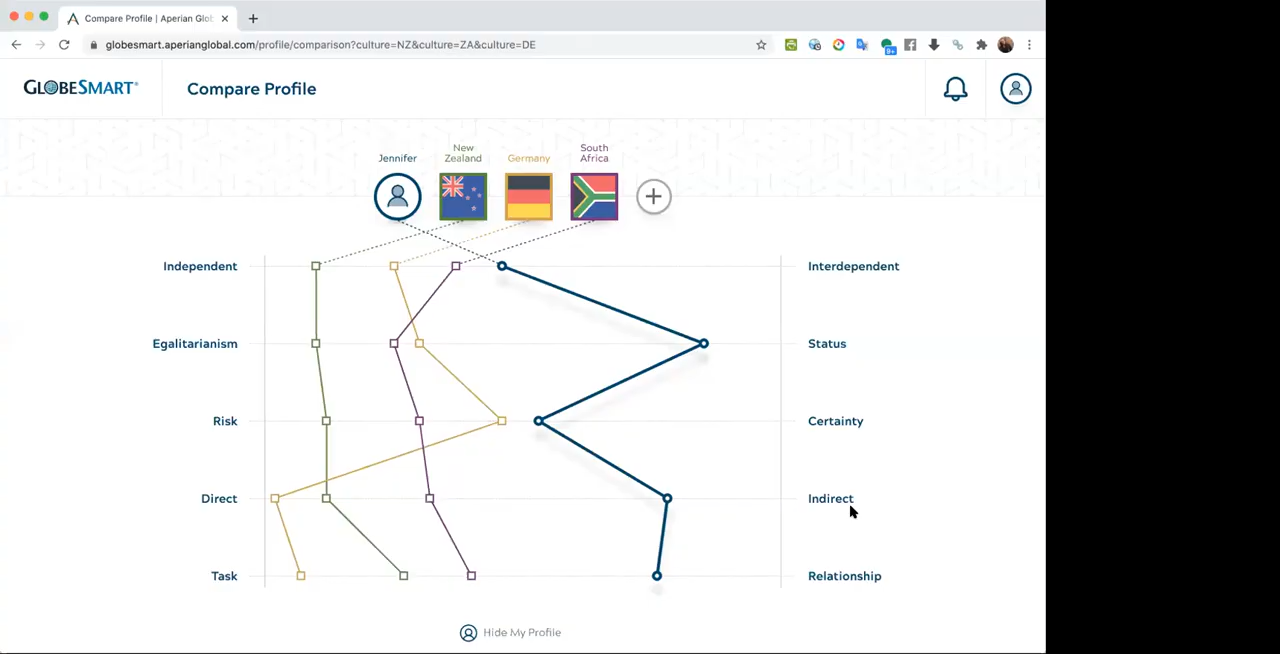 Compare Profile | Aperian Glob
globesmart.aperianglobal.com/profile/comparison?culture=NZ&culture=ZA&culture=DE
9+
GLOBESMART®
Compare Profile
Jennifer
New Zealand
Germany
South Africa
Independent
Interdependent
Egalitarianism
Status
Risk
Certainty
Direct
Indirect
Task
Relationship
Hide My Profile